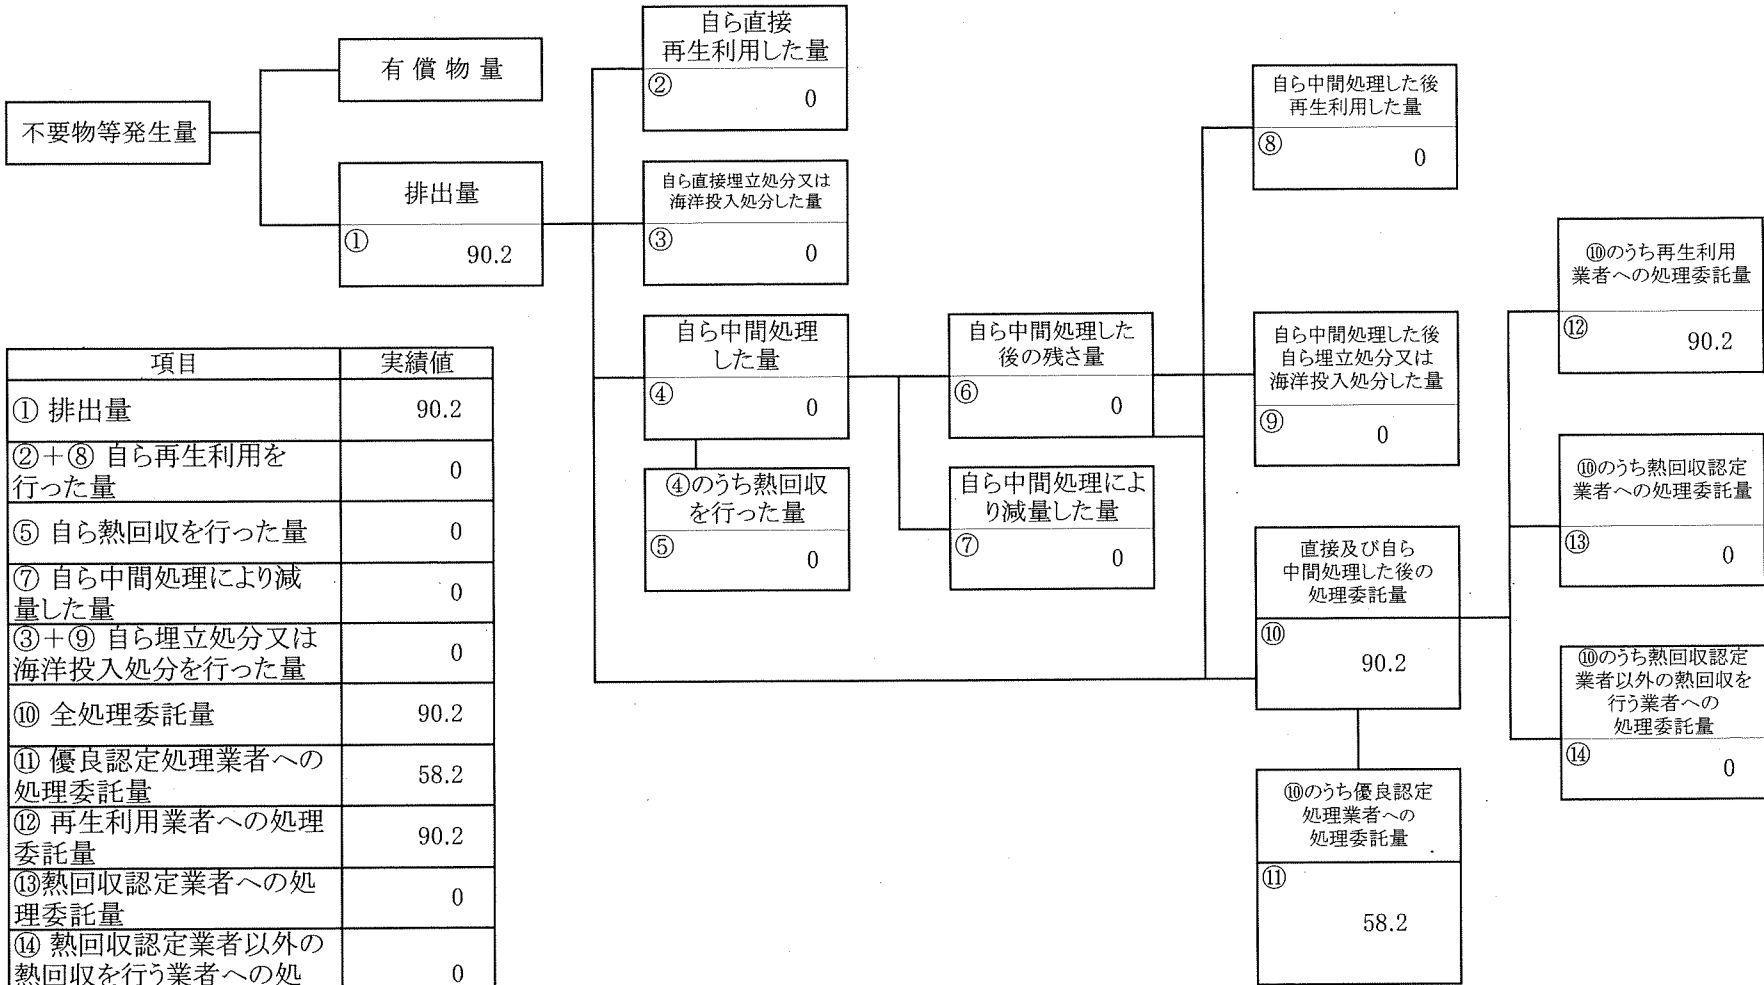 不要物等発生量
有償物量
排出量
①
90.2
自ら直接
再生利用した量
②
0
自ら直接埋立処分又は
海洋投入処分した量
③
0
自ら中間処理
した量
④
0
④のうち熱回収
を行った量
⑤
0
自ら中間処理した
後の残さ量
⑥
0
自ら中間処理によ
り減量した量
⑦
0
自ら中間処理した後
再生利用した量
⑧
0
自ら中間処理した後
自ら埋立処分又は
海洋投入処分した量
⑨
0
直接及び自ら
中間処理した後の
処理委託量
⑩
90.2
⑩のうち優良認定
処理業者への
処理委託量
⑪
58.2
⑩のうち再生利用
業者への処理委託量
⑫
90.2
⑩のうち熱回収認定
業者への処理委託量
⑬
0
⑩のうち熱回収認定
業者以外の熱回収を
行う業者への
処理委託量
⑭
0
項目 実績値
① 排出量 90.2
②＋⑧ 自ら再生利用を
行った量 0
⑤ 自ら熱回収を行った量 0
⑦ 自ら中間処理により減
量した量 0
③＋⑨ 自ら埋立処分又は
海洋投入処分を行った量 0
⑩ 全処理委託量 90.2
⑪ 優良認定処理業者への
処理委託量 58.2
⑫ 再生利用業者への処理
委託量 90.2
⑬熱回収認定業者への処
理委託量 0
⑭ 熱回収認定業者以外の
熱回収を行う業者への処 0